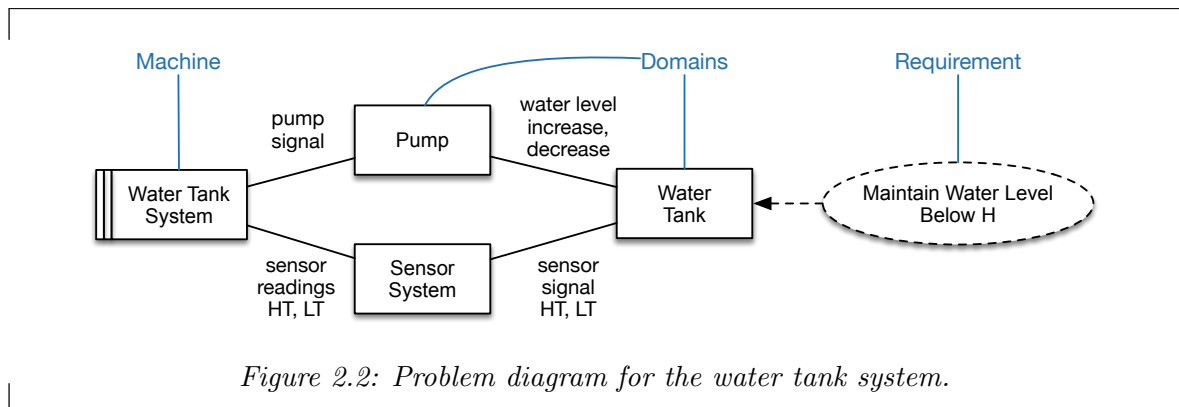 Machine
Domains
Requirement
pump
signal
Pump
water level
increase,
decrease
Water Tank
System
Water
Tank
Maintain Water Level
Below H
sensor
readings
HT, LT
Sensor
System
sensor
signal
HT, LT
Figure 2.2: Problem diagram for the water tank system.